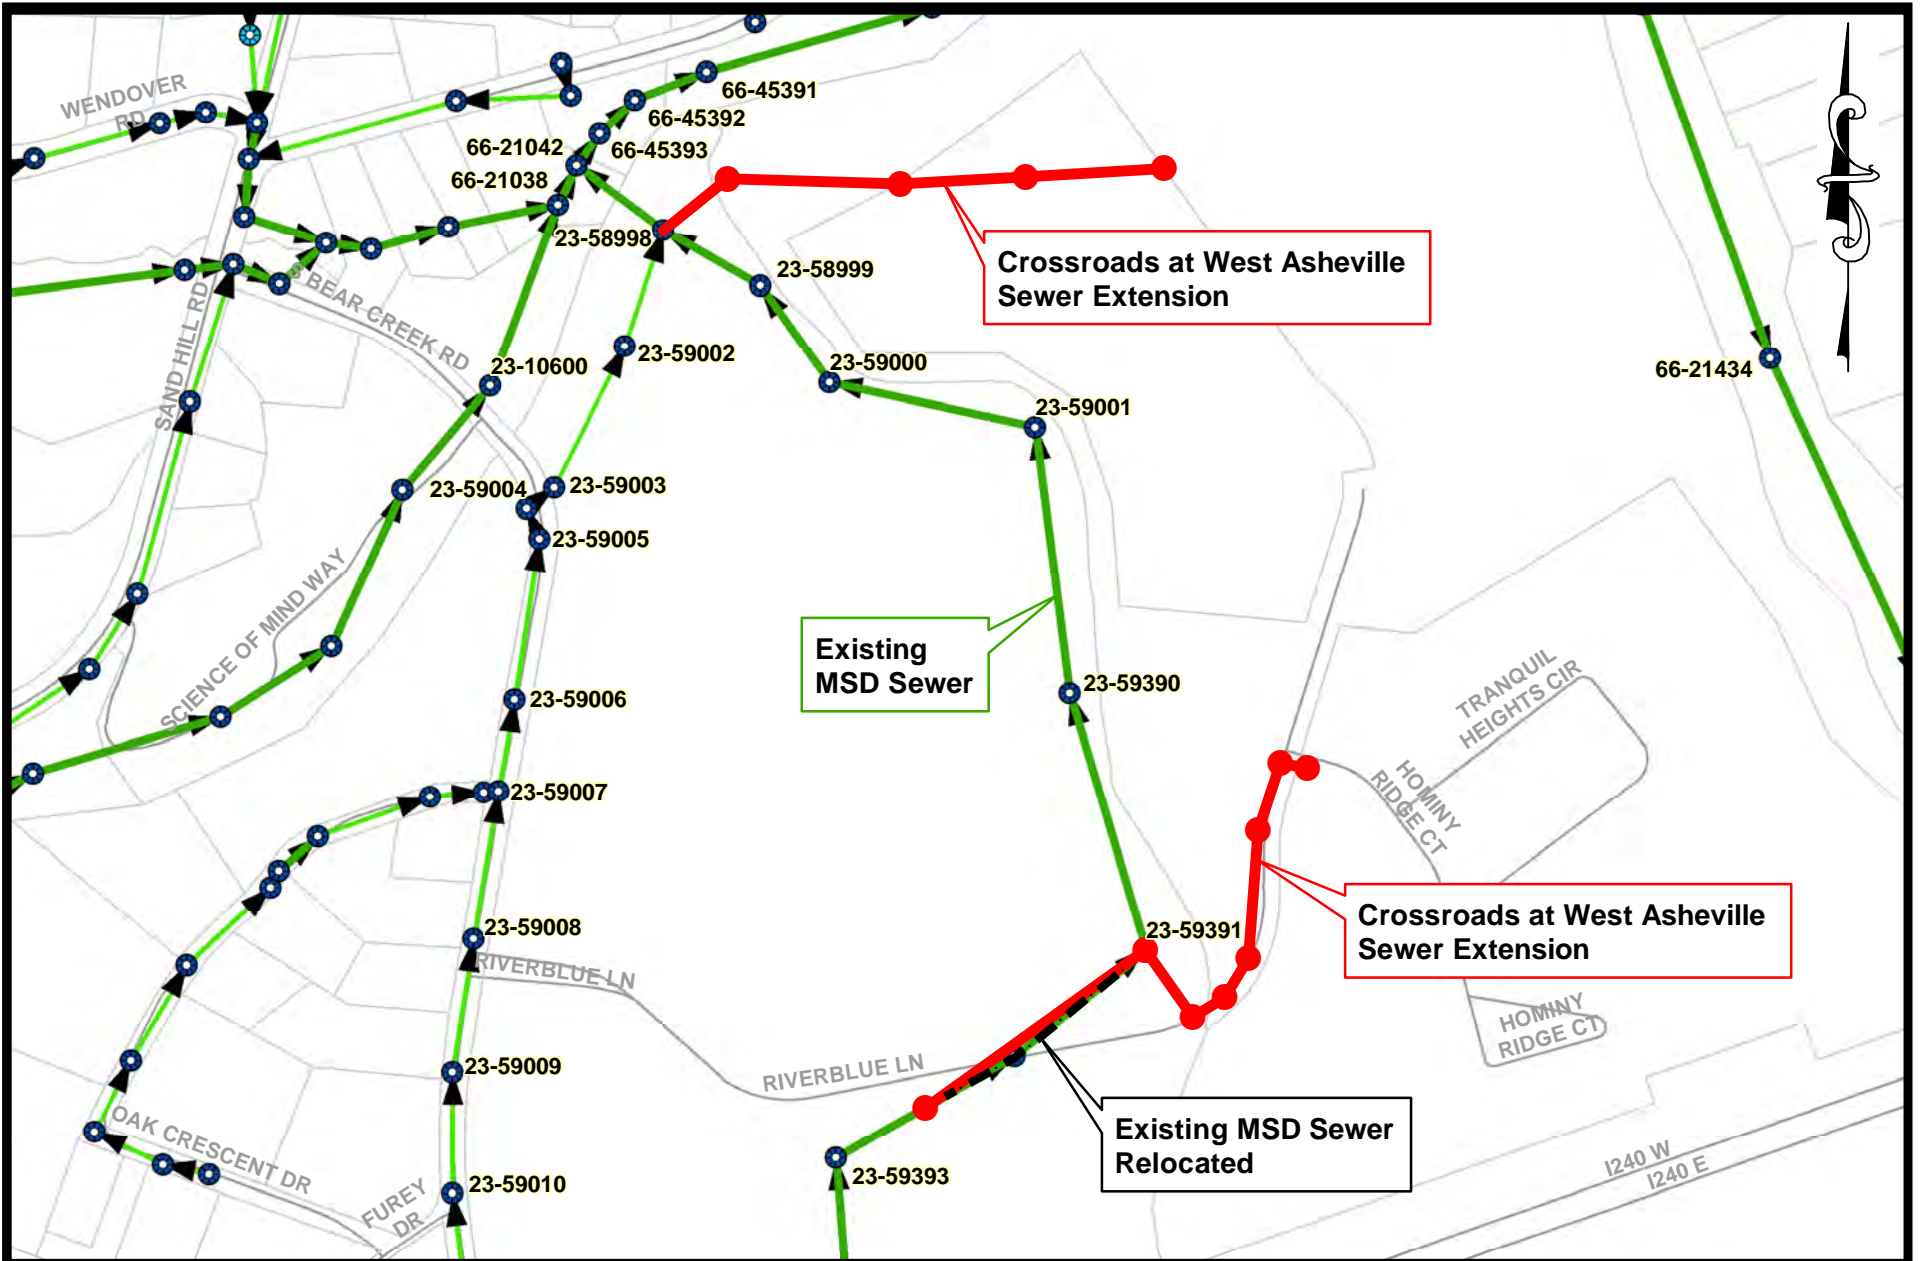 WENDOVER
RD
66-45391
66-45392
66-21042
66-45393
66-21038
23-58998
Crossroads at West Asheville
Sewer Extension
23-58999
S BEAR CREEK RD
SAND HILL RD
23-59002
23-10600
23-59000
66-21434
23-59001
23-59004
23-59003
23-59005
SCIENCE OF MIND WAY
Existing
MSD Sewer
23-59006
23-59390
TRANQUIL
HEIGHTS CIR
HOMINY
RIDGE CT
23-59007
Crossroads at West Asheville
Sewer Extension
23-59008
23-59391
RIVERBLUE LN
HOMINY
RIDGE CT
23-59009
RIVERBLUE LN
OAK CRESCENT DR
Existing MSD Sewer
Relocated
23-59010
23-59393
FUREY
DR
I240 W
I240 E